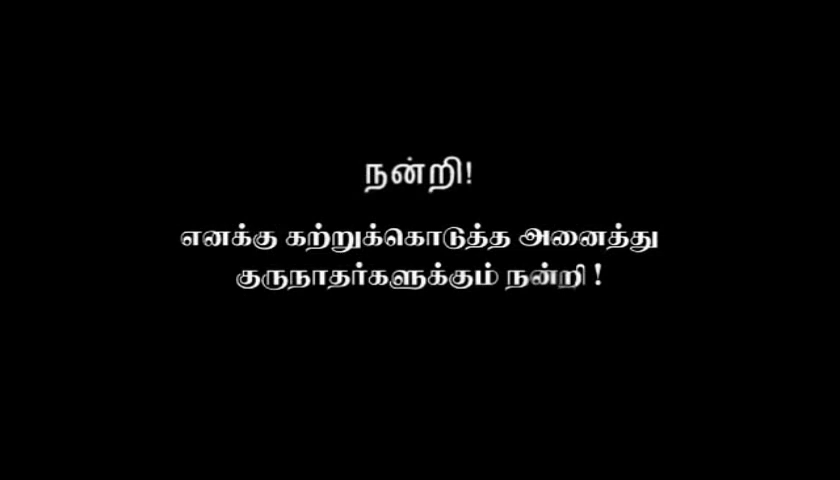 நன்றி!
எனக்கு கற்றுக்கொடுத்த அனைத்து
குருநாதர்களுக்கும் நன்றி !